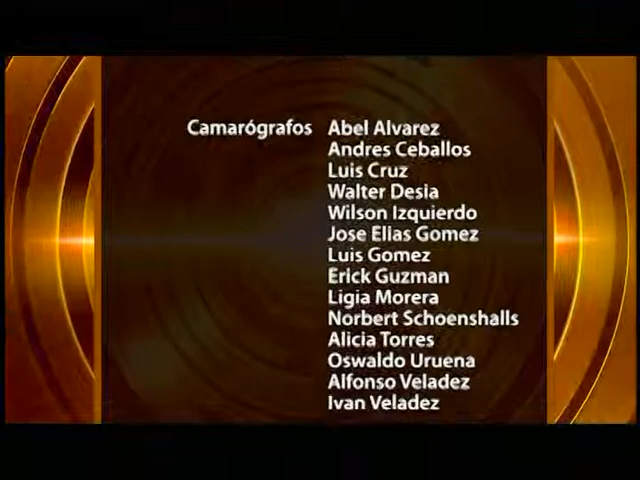 Camarógrafos Abel Alvarez
Andres Ceballos
Luis Cruz
Walter Desia
Wilson Izquierdo
Jose Elias Gomez
Luis Gomez
Erick Guzman
Ligia Morera
Norbert Schoenshalls
Alicia Torres
Oswaldo Uruena
Alfonso Veladez
Ivan Veladez